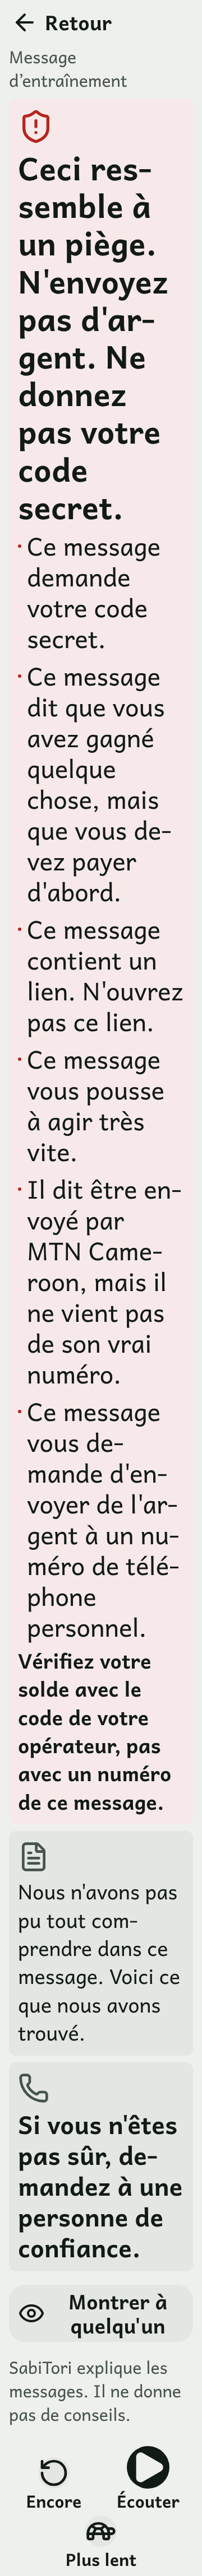 Retour
Message
d'entraînement
Ceci res-
semble à
un piège.
N'envoyez
pas d'ar-
gent. Ne
donnez
pas votre
code
secret.
· Ce message
demande
votre code
secret.
· Ce message
dit que vous
avez gagné
quelque
chose, mais
que vous de-
vez payer
d'abord.
· Ce message
contient un
lien. N'ouvrez
pas ce lien.
· Ce message
vous pousse
à agir très
vite.
· Il dit être en-
voyé par
MTN Came-
roon, mais il
ne vient pas
de son vrai
numéro.
· Ce message
vous de-
mande d'en-
voyer de l'ar-
gent à un nu-
méro de télé-
phone
personnel.
Vérifiez votre
solde avec le
code de votre
opérateur, pas
avec un numéro
de ce message.
Nous n'avons pas
pu tout com-
prendre dans ce
message. Voici ce
que nous avons
trouvé.
Si vous n'êtes
pas sûr, de-
mandez à une
personne de
confiance.
Montrer à
quelqu'un
SabiTori explique les
messages. Il ne donne
pas de conseils.
Encore
Écouter
Plus lent